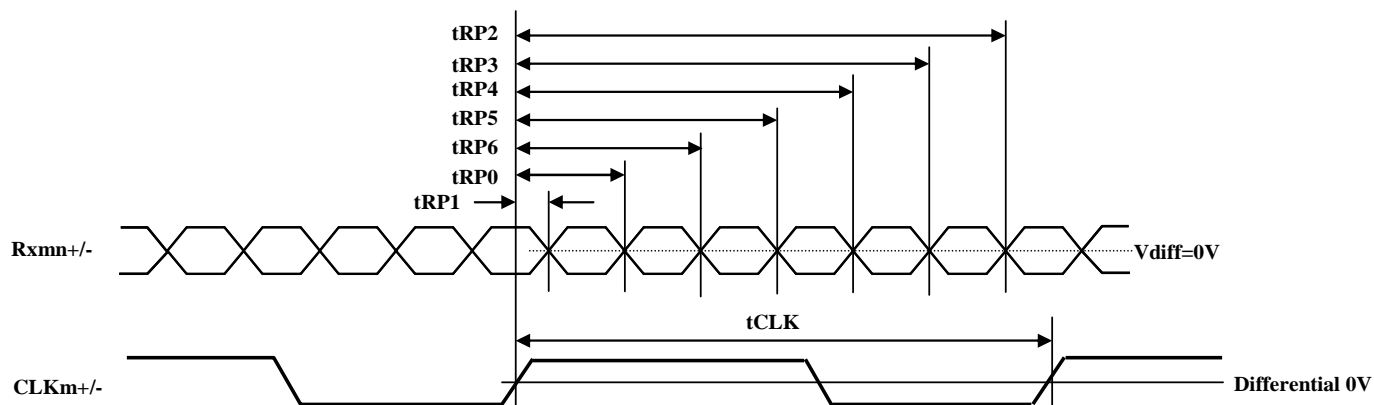 tRP2
tRP3
tRP4
tRP5
tRP6
tRP0
tRP1
Rxmn+/-
Vdiff=0V
tCLK
CLKm+/-
Differential 0V